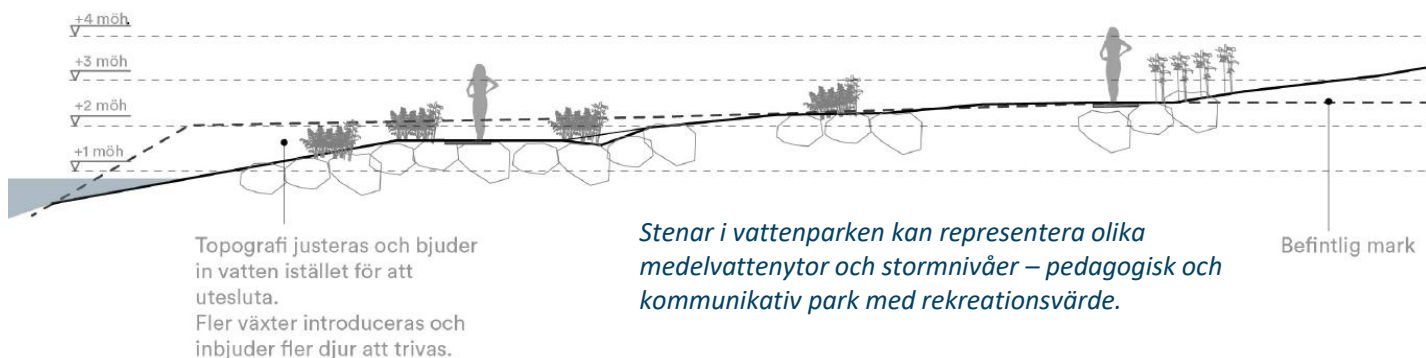 +4 möh.
+3 möh
+2 möh
+1 möh
Topografi justeras och bjuder
in vatten istället för att
utesluta.
Fler växter introduceras och
inbjuder fler djur att trivas.
Stenar i vattenparken kan representera olika
medelvattenytor och stormnivåer – pedagogisk och
kommunikativ park med rekreationsvärde.
Befintlig mark